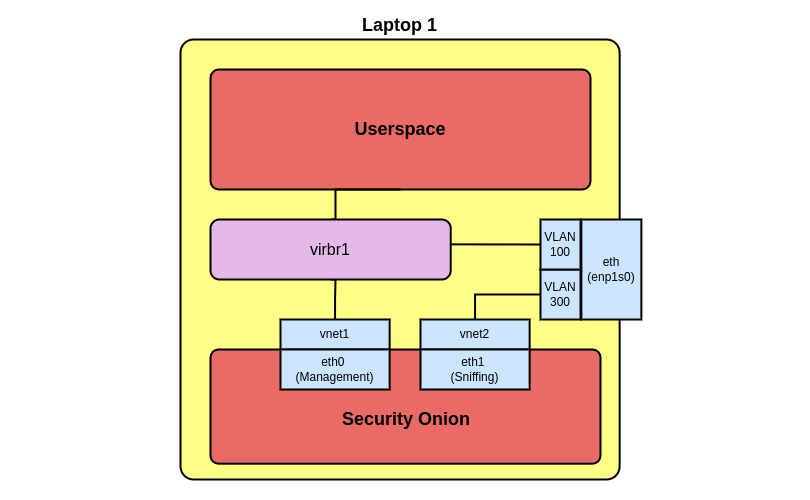 Laptop 1
Userspace
virbr1
VLAN
100
eth
(enp1s0)
VLAN
300
vnet1
vnet2
eth0
(Management)
eth1
(Sniffing)
Security Onion